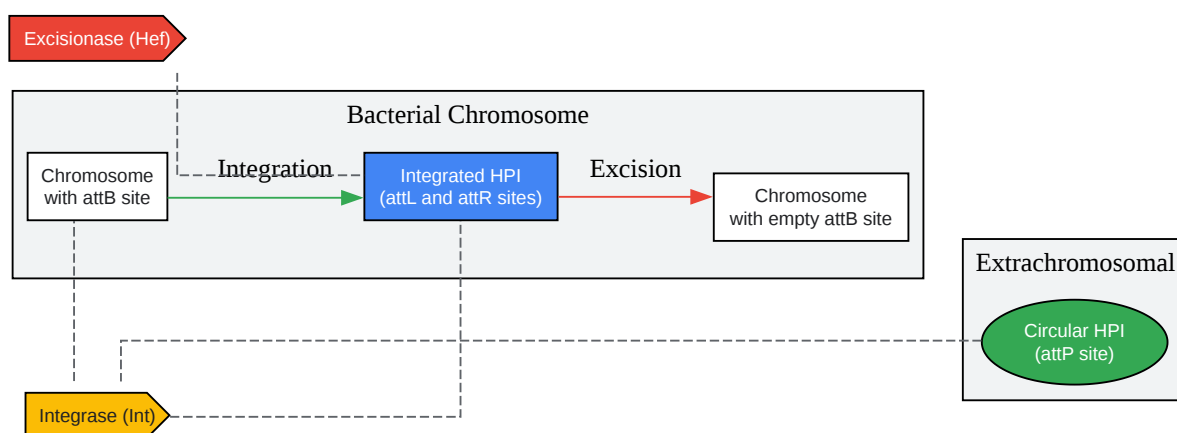 Excisionase (Hef)
Bacterial Chromosome
Chromosome
with attB site
Integration
Integrated HPI
(attL and attR sites)
Excision
Chromosome
with empty attB site
Extrachromosomal
Circular HPI
(attP site)
Integrase (Int)